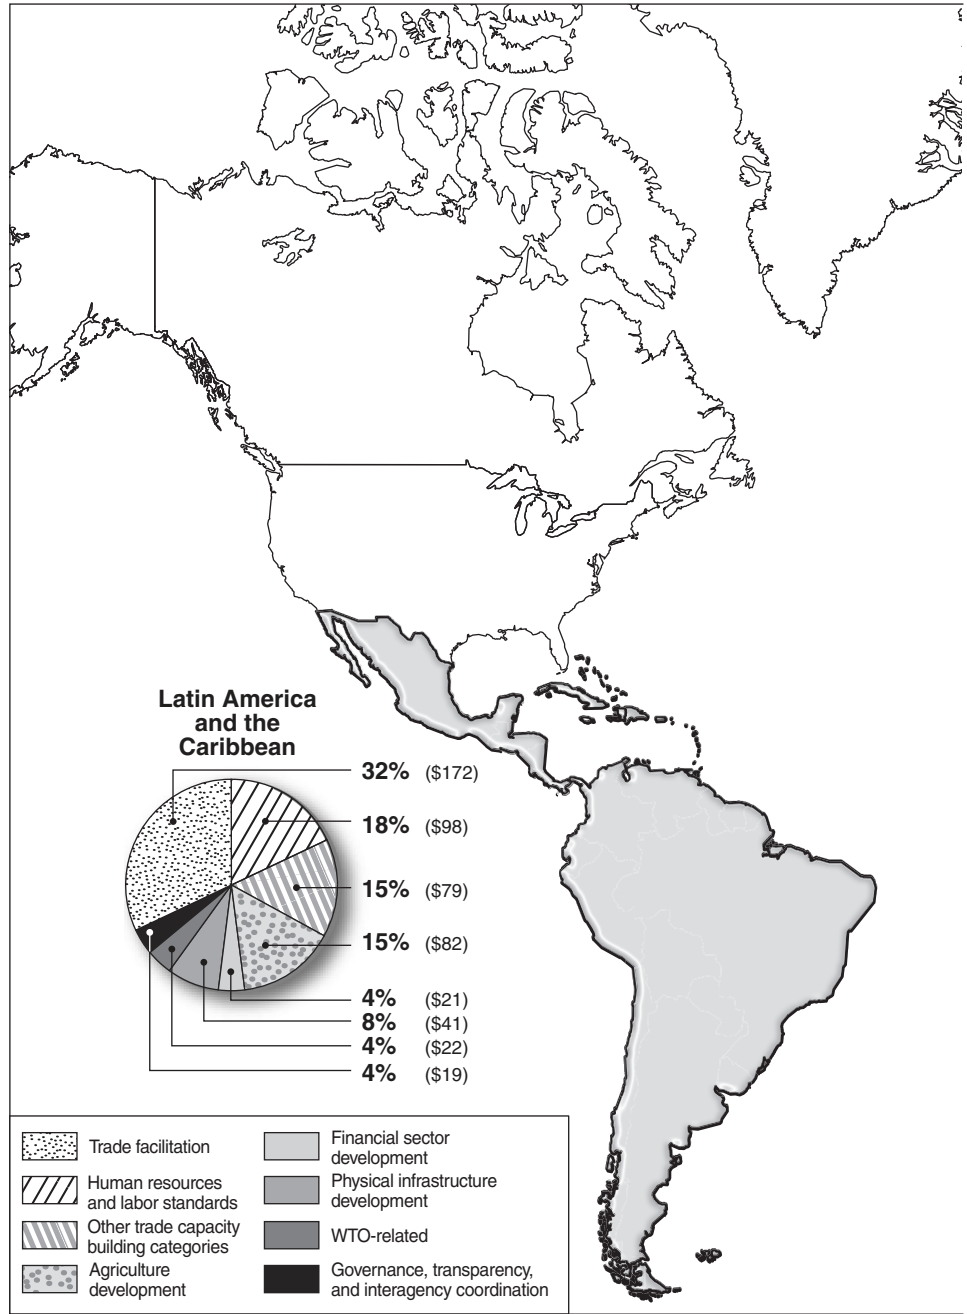 Latin America
and the
Caribbean
32% ($172)
18% ($98)
15% ($79)
15% ($82)
4% ($21)
8% ($41)
4% ($22)
4% ($19)
Trade facilitation
Human resources
and labor standards
Other trade capacity
building categories
Agriculture
development
Financial sector
development
Physical infrastructure
development
WTO-related
Governance, transparency,
and interagency coordination